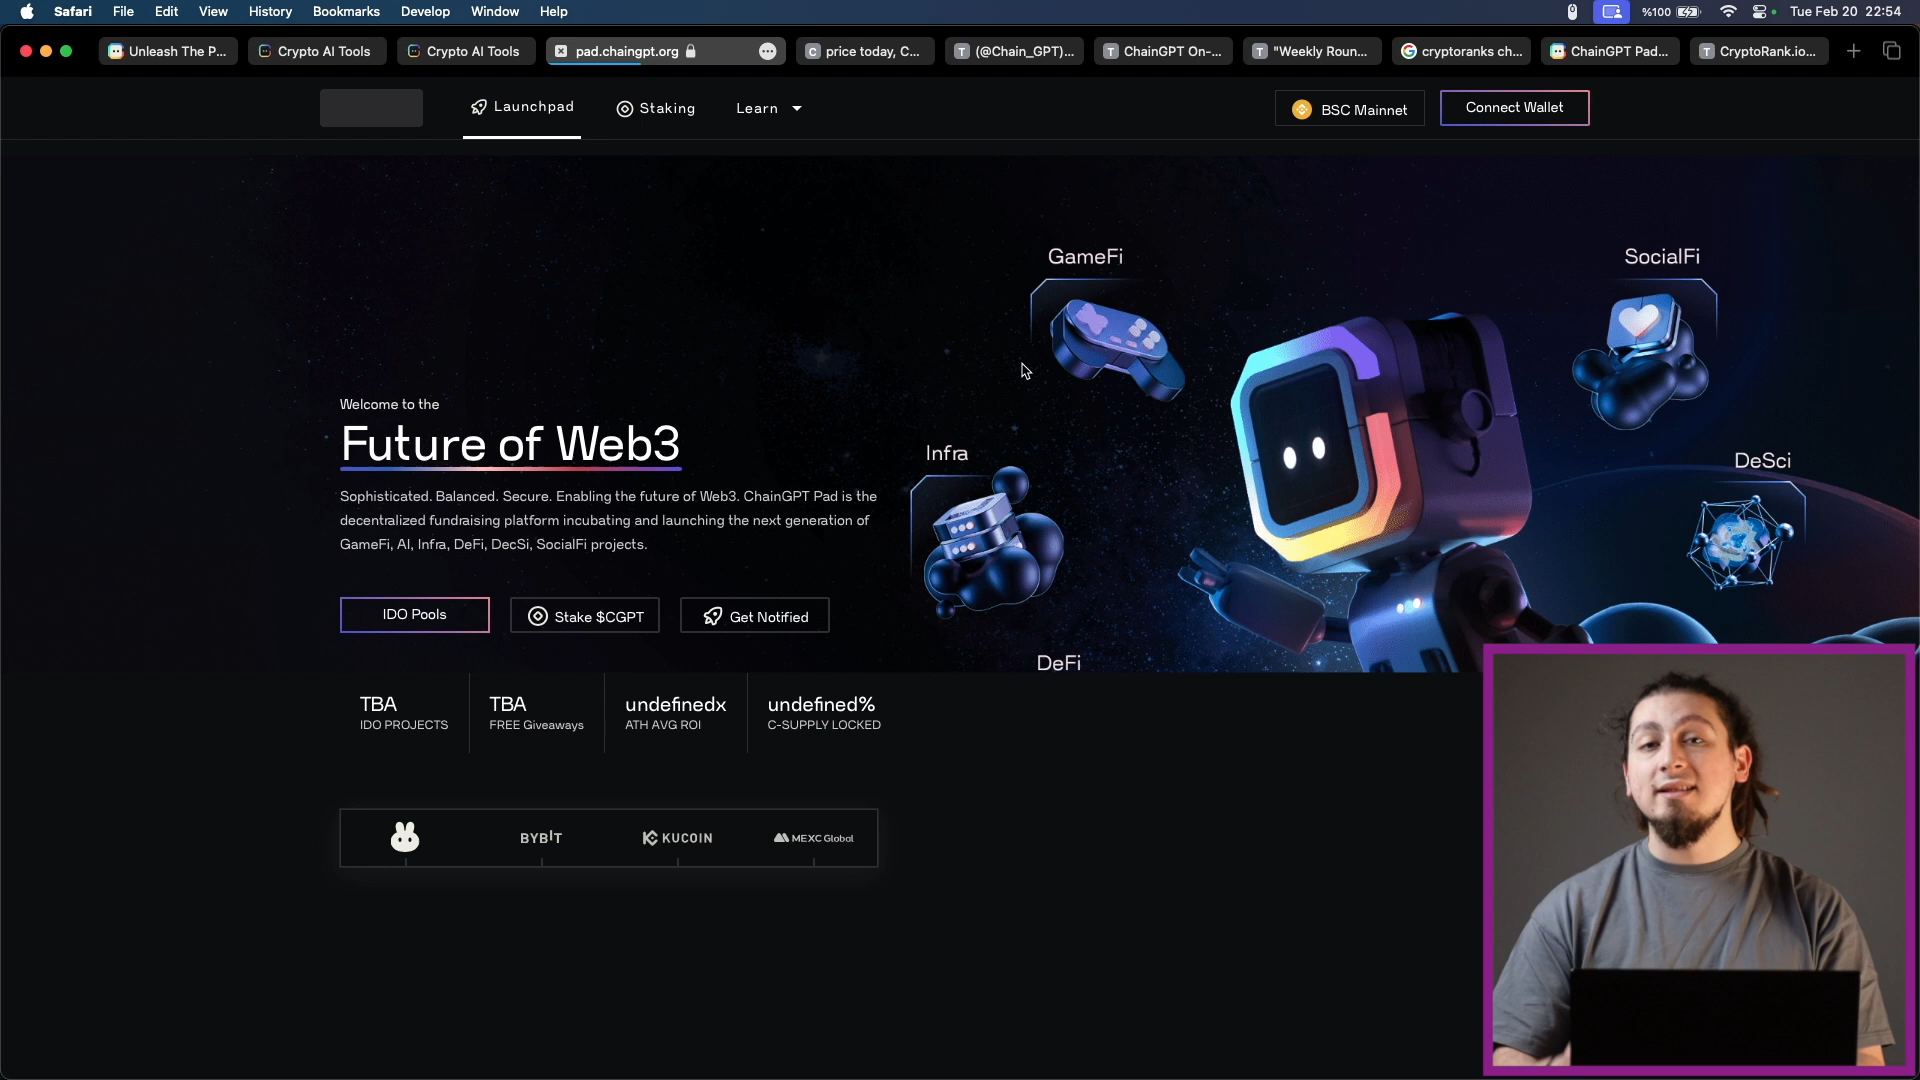 Safari File Edit View History Bookmarks Develop Window Help %100 Tue Feb 20 22:54
Unleash The P... Crypto AI Tools Crypto AI Tools pad.chaingpt.org price today, C... (@Chain_GPT)... ChainGPT On-... "Weekly Roun... cryptoranks ch... ChainGPT Pad... CryptoRank.io...
Launchpad Staking Learn BSC Mainnet Connect Wallet
GameFi
SocialFi
Infra
DeSci
DeFi
Welcome to the
Future of Web3
Sophisticated. Balanced. Secure. Enabling the future of Web3. ChainGPT Pad is the
decentralized fundraising platform incubating and launching the next generation of
GameFi, AI, Infra, DeFi, DecSi, SocialFi projects.
IDO Pools Stake $CGPT Get Notified
TBA TBA undefinedx undefined%
IDO PROJECTS FREE Giveaways ATH AVG ROI C-SUPPLY LOCKED
BYBIT KUCOIN MEXC Global